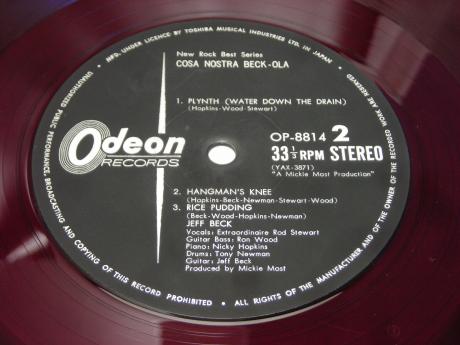 MFD. UNDER LICENCE BY TOSHIBA MUSICAL INDUSTRIES LTD. IN JAPAN
New Rock Best Series
COSA NOSTRA BECK-OLA
1. PLYNTH (WATER DOWN THE DRAIN)
(Hopkins-Wood-Stewart)
Odeon
RECORDS
OP-8814 2
33⅓ RPM STEREO
(YAX-3871)
"A Mickie Most Production"
2. HANGMAN'S KNEE
(Hopkins-Beck-Newman-Stewart-Wood)
3. RICE PUDDING
(Beck-Wood-Hopkins-Newman)
JEFF BECK
Vocals: Extraordinaire Rod Stewart
Guitar Bass: Ron Wood
Piano: Nicky Hopkins
Drums: Tony Newman
Guitar: Jeff Beck
Produced by Mickie Most
• ALL RIGHTS OF THE MANUFACTURER AND OF THE OWNER OF THE RECORDED WORK ARE RESERVED
UNAUTHORIZED PUBLIC PERFORMANCE, BROADCASTING AND COPYING OF THIS RECORD PROHIBITED